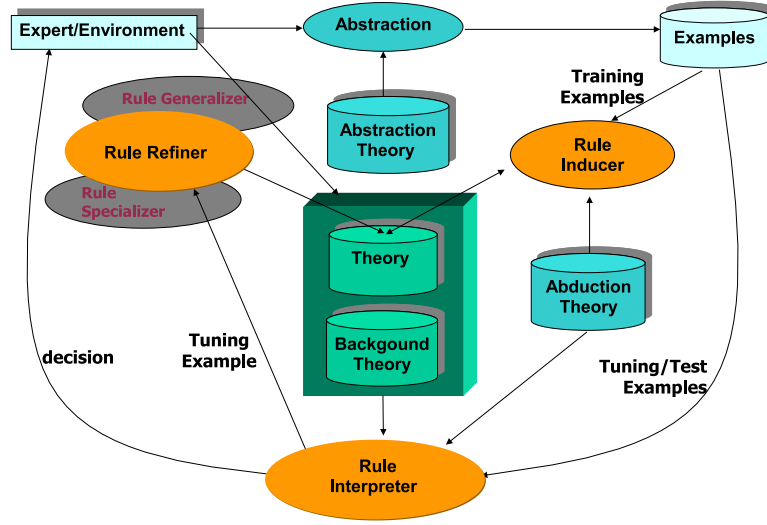 Expert/Environment
Abstraction
Examples
Training
Examples
Rule Generalizer
Abstraction
Theory
Rule Refiner
Rule
Inducer
Rule
Specializer
Theory
Abduction
Theory
Backgound
Theory
Tuning
Example
decision
Tuning/Test
Examples
Rule
Interpreter